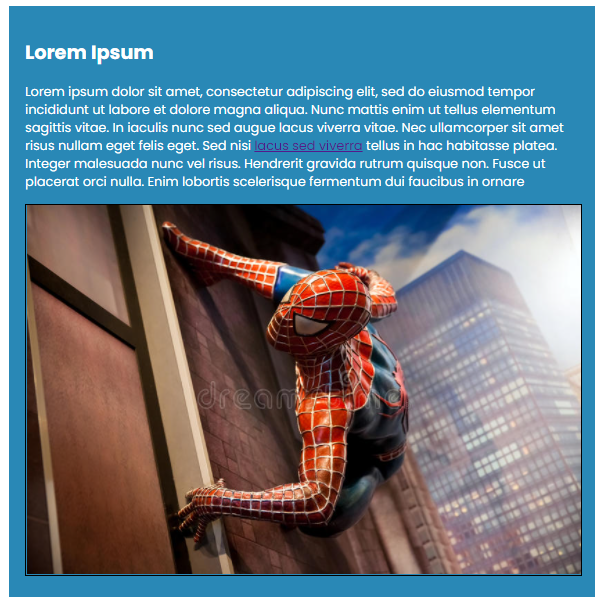 Lorem Ipsum
Lorem ipsum dolor sit amet, consectetur adipiscing elit, sed do eiusmod tempor
incididunt ut labore et dolore magna aliqua. Nunc mattis enim ut tellus elementum
sagittis vitae. In iaculis nunc sed augue lacus viverra vitae. Nec ullamcorper sit amet
risus nullam eget felis eget. Sed nisi lacus sed viverra tellus in hac habitasse platea.
Integer malesuada nunc vel risus. Hendrerit gravida rutrum quisque non. Fusce ut
placerat orci nulla. Enim lobortis scelerisque fermentum dui faucibus in ornare